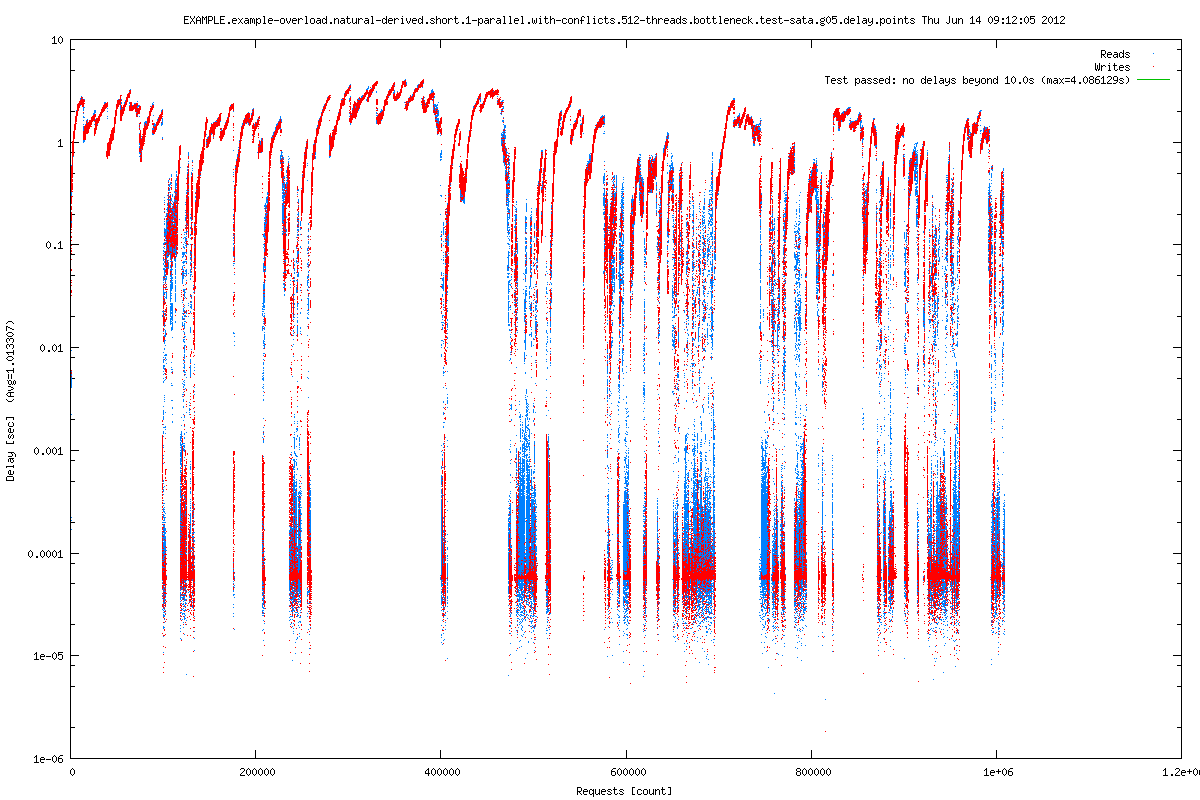 EXAMPLE.example-overload.natural-derived.short.1-parallel.with-conflicts.512-threads.bottleneck.test-sata.g05.delay.points Thu Jun 14 09:12:05 2012
Reads
Writes
Test passed: no delays beyond 10.0s (max=4.086129s)
10
1
0.1
0.01
0.001
0.0001
1e-05
1e-06
Delay [sec] (Avg=1.013307)
0 200000 400000 600000 800000 1e+06 1.2e+0
Requests [count]